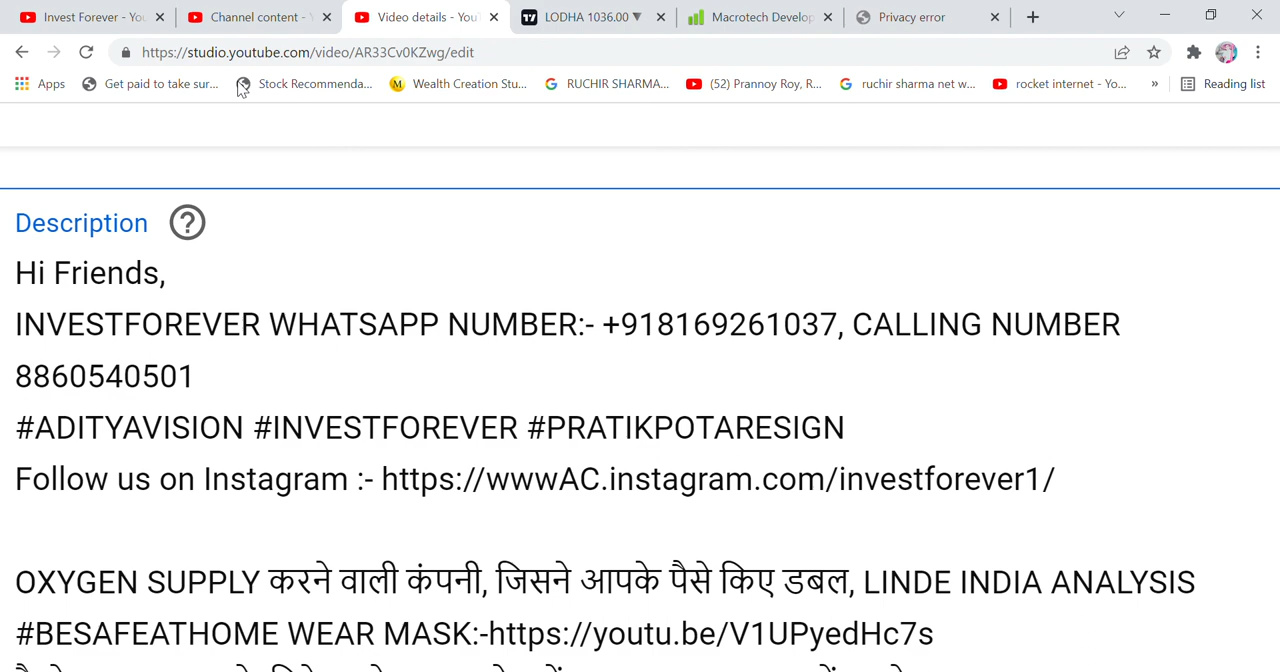 Invest Forever - You
Channel content - Y
Video details - YouT
LODHA 1036.00 ▼
Macrotech Develop
Privacy error
https://studio.youtube.com/video/AR33Cv0KZwg/edit
Apps
Get paid to take sur...
Stock Recommenda...
Wealth Creation Stu...
RUCHIR SHARMA...
(52) Prannoy Roy, R...
ruchir sharma net w...
rocket internet - Yo...
»
Reading list
Description
Hi Friends,
INVESTFOREVER WHATSAPP NUMBER:- +918169261037, CALLING NUMBER
8860540501
#ADITYAVISION #INVESTFOREVER #PRATIKPOTARESIGN
Follow us on Instagram :- https://wwwAC.instagram.com/investforever1/
OXYGEN SUPPLY करने वाली कंपनी, जिसने आपके पैसे किए डबल, LINDE INDIA ANALYSIS
#BESAFEATHOME WEAR MASK:-https://youtu.be/V1UPyedHc7s